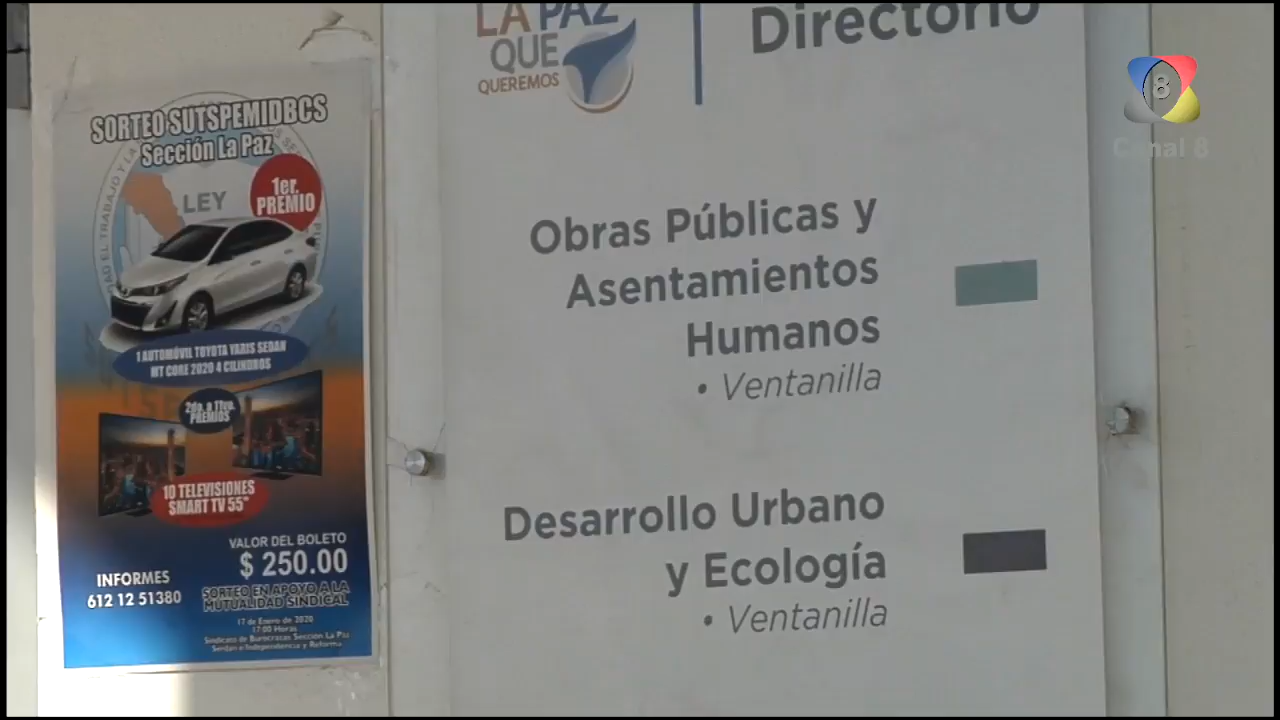 SORTEO SUTSPEMIDBCS
Sección La Paz
LEY
1er.
PREMIO
1 AUTOMÓVIL TOYOTA YARIS SEDAN
MT CORE 2020 4 CILINDROS
2do. a 11vo.
PREMIOS
10 TELEVISIONES
SMART TV 55"
VALOR DEL BOLETO
$ 250.00
INFORMES
612 12 51380
SORTEO EN APOYO A LA
MUTUALIDAD SINDICAL
17 de Enero de 2020
17:00 Horas
Sindicato de Burócratas Sección La Paz
Serdan e Independencia y Reforma
LA PAZ
QUE
QUEREMOS
Directorio
Obras Públicas y
Asentamientos
Humanos
• Ventanilla
Desarrollo Urbano
y Ecología
• Ventanilla
8
Canal 8